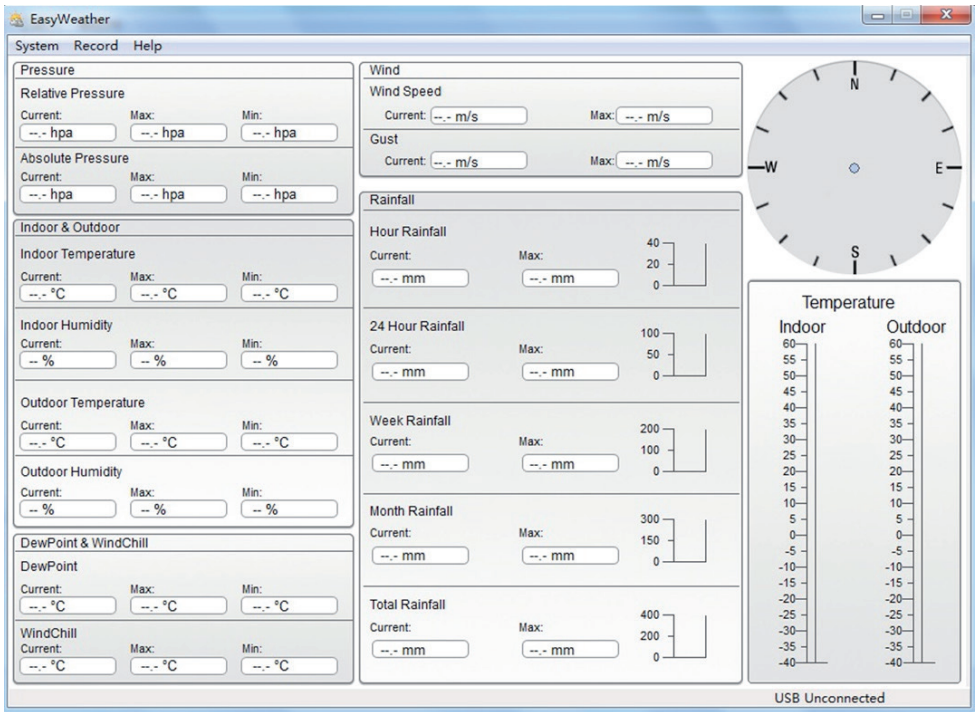 EasyWeather
System Record Help
Pressure
Relative Pressure
Current: Max: Min:
--.- hpa --.- hpa --.- hpa
Absolute Pressure
Current: Max: Min:
--.- hpa --.- hpa --.- hpa
Indoor & Outdoor
Indoor Temperature
Current: Max: Min:
--.- °C --.- °C --.- °C
Indoor Humidity
Current: Max: Min:
-- % -- % -- %
Outdoor Temperature
Current: Max: Min:
--.- °C --.- °C --.- °C
Outdoor Humidity
Current: Max: Min:
-- % -- % -- %
DewPoint & WindChill
DewPoint
Current: Max: Min:
--.- °C --.- °C --.- °C
WindChill
Current: Max: Min:
--.- °C --.- °C --.- °C
Wind
Wind Speed
Current: --.- m/s Max: --.- m/s
Gust
Current: --.- m/s Max: --.- m/s
Rainfall
Hour Rainfall
Current: Max:
--.- mm --.- mm
40
20
0
24 Hour Rainfall
Current: Max:
--.- mm --.- mm
100
50
0
Week Rainfall
Current: Max:
--.- mm --.- mm
200
100
0
Month Rainfall
Current: Max:
--.- mm --.- mm
300
150
0
Total Rainfall
Current: Max:
--.- mm --.- mm
400
200
0
N
W E
S
Temperature
Indoor Outdoor
60 60
55 55
50 50
45 45
40 40
35 35
30 30
25 25
20 20
15 15
10 10
5 5
0 0
-5 -5
-10 -10
-15 -15
-20 -20
-25 -25
-30 -30
-35 -35
-40 -40
USB Unconnected